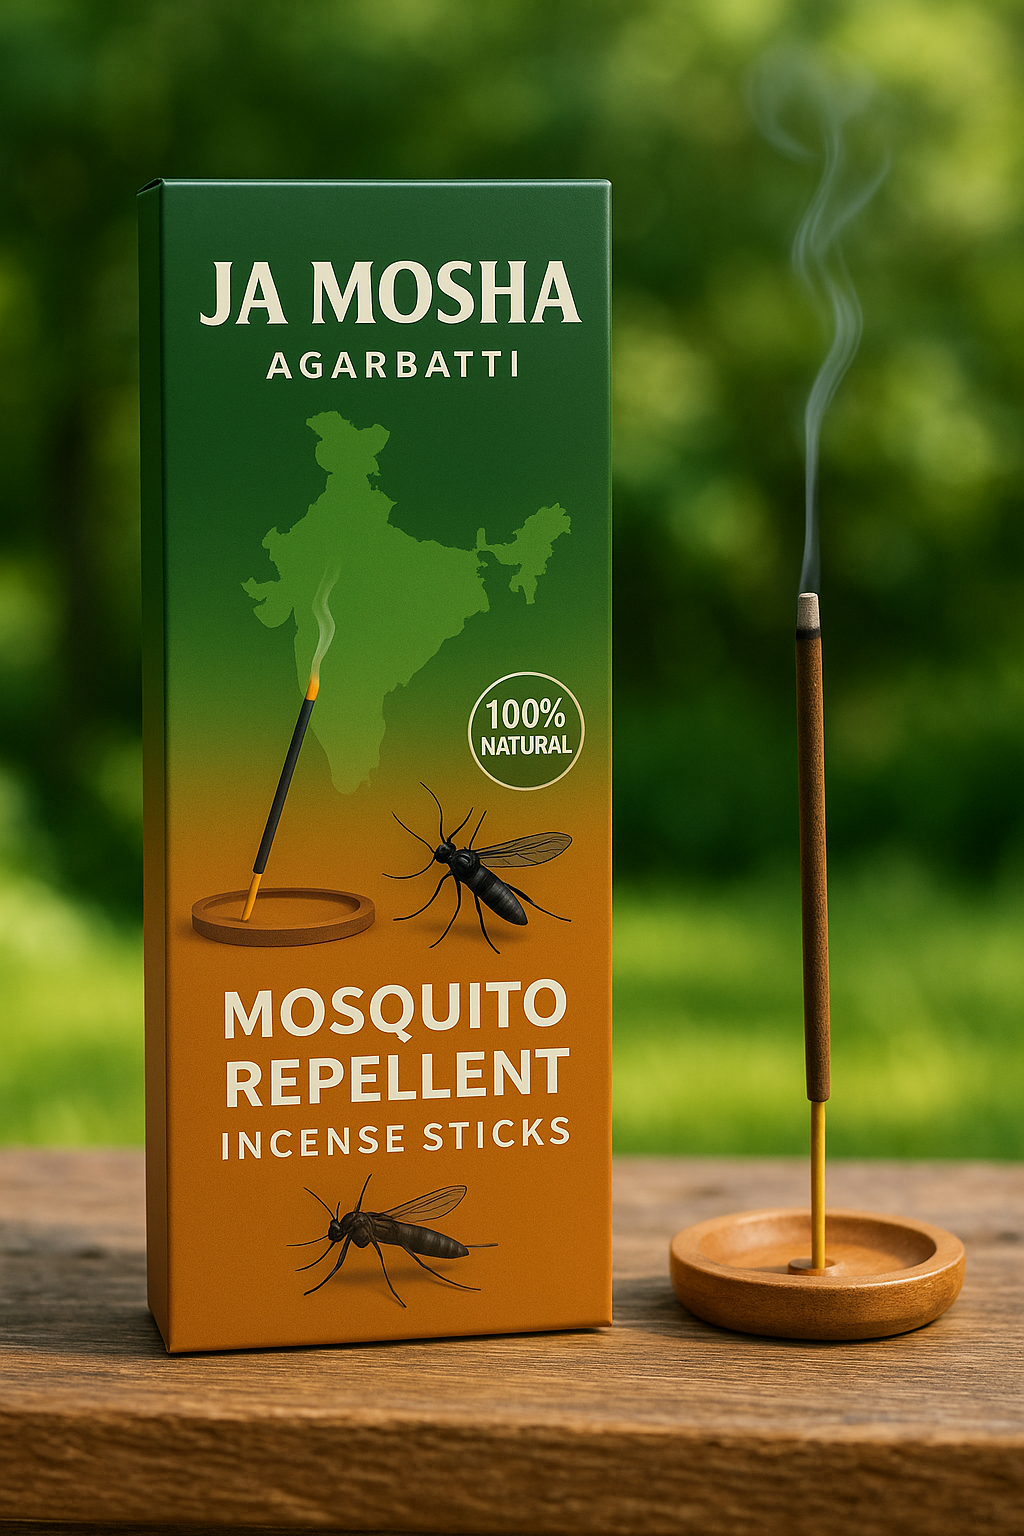 JA MOSHA
AGARBATTI
100%
NATURAL
MOSQUITO
REPELLENT
INCENSE STICKS